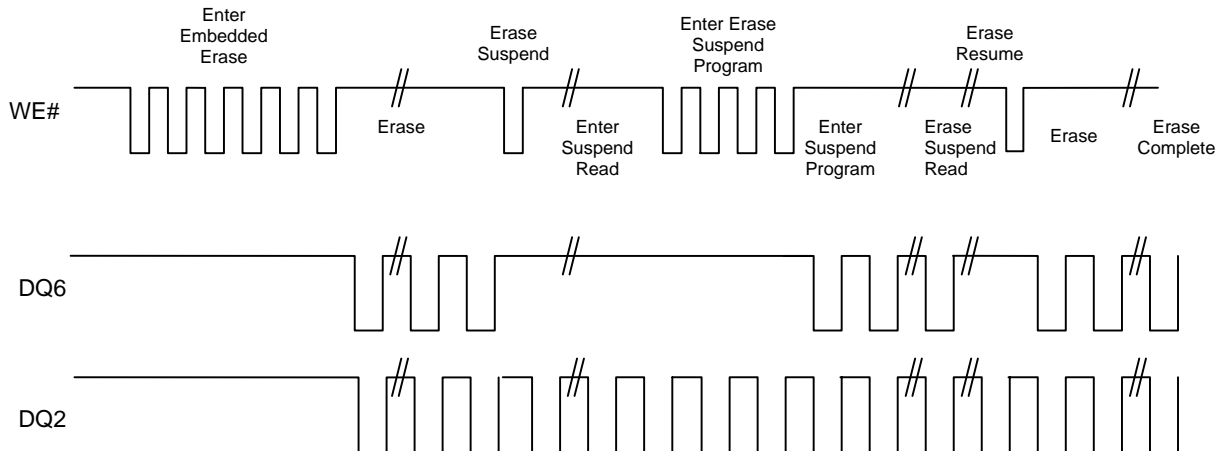 Enter
Embedded
Erase
Erase
Suspend
Enter Erase
Suspend
Program
Erase
Resume
WE#
Erase
Enter
Suspend
Read
Enter
Suspend
Program
Erase
Suspend
Read
Erase
Erase
Complete
DQ6
DQ2